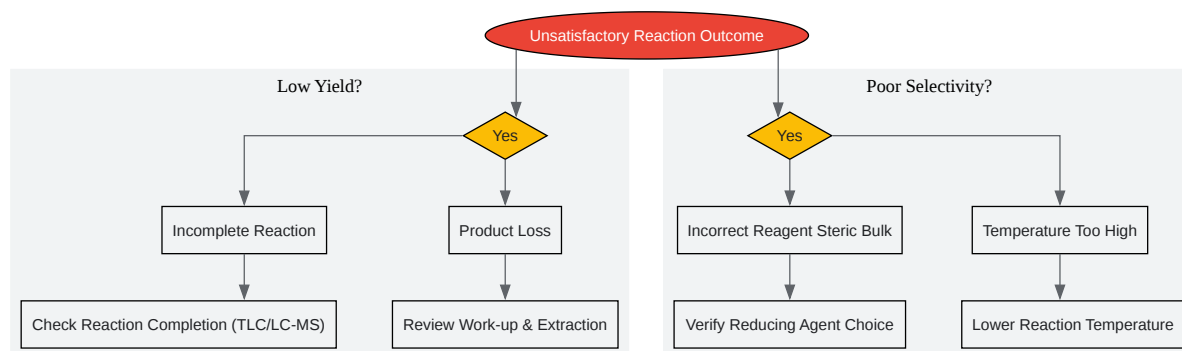 Unsatisfactory Reaction Outcome
Low Yield?
Poor Selectivity?
Yes
Yes
Incomplete Reaction
Product Loss
Incorrect Reagent Steric Bulk
Temperature Too High
Check Reaction Completion (TLC/LC-MS)
Review Work-up & Extraction
Verify Reducing Agent Choice
Lower Reaction Temperature